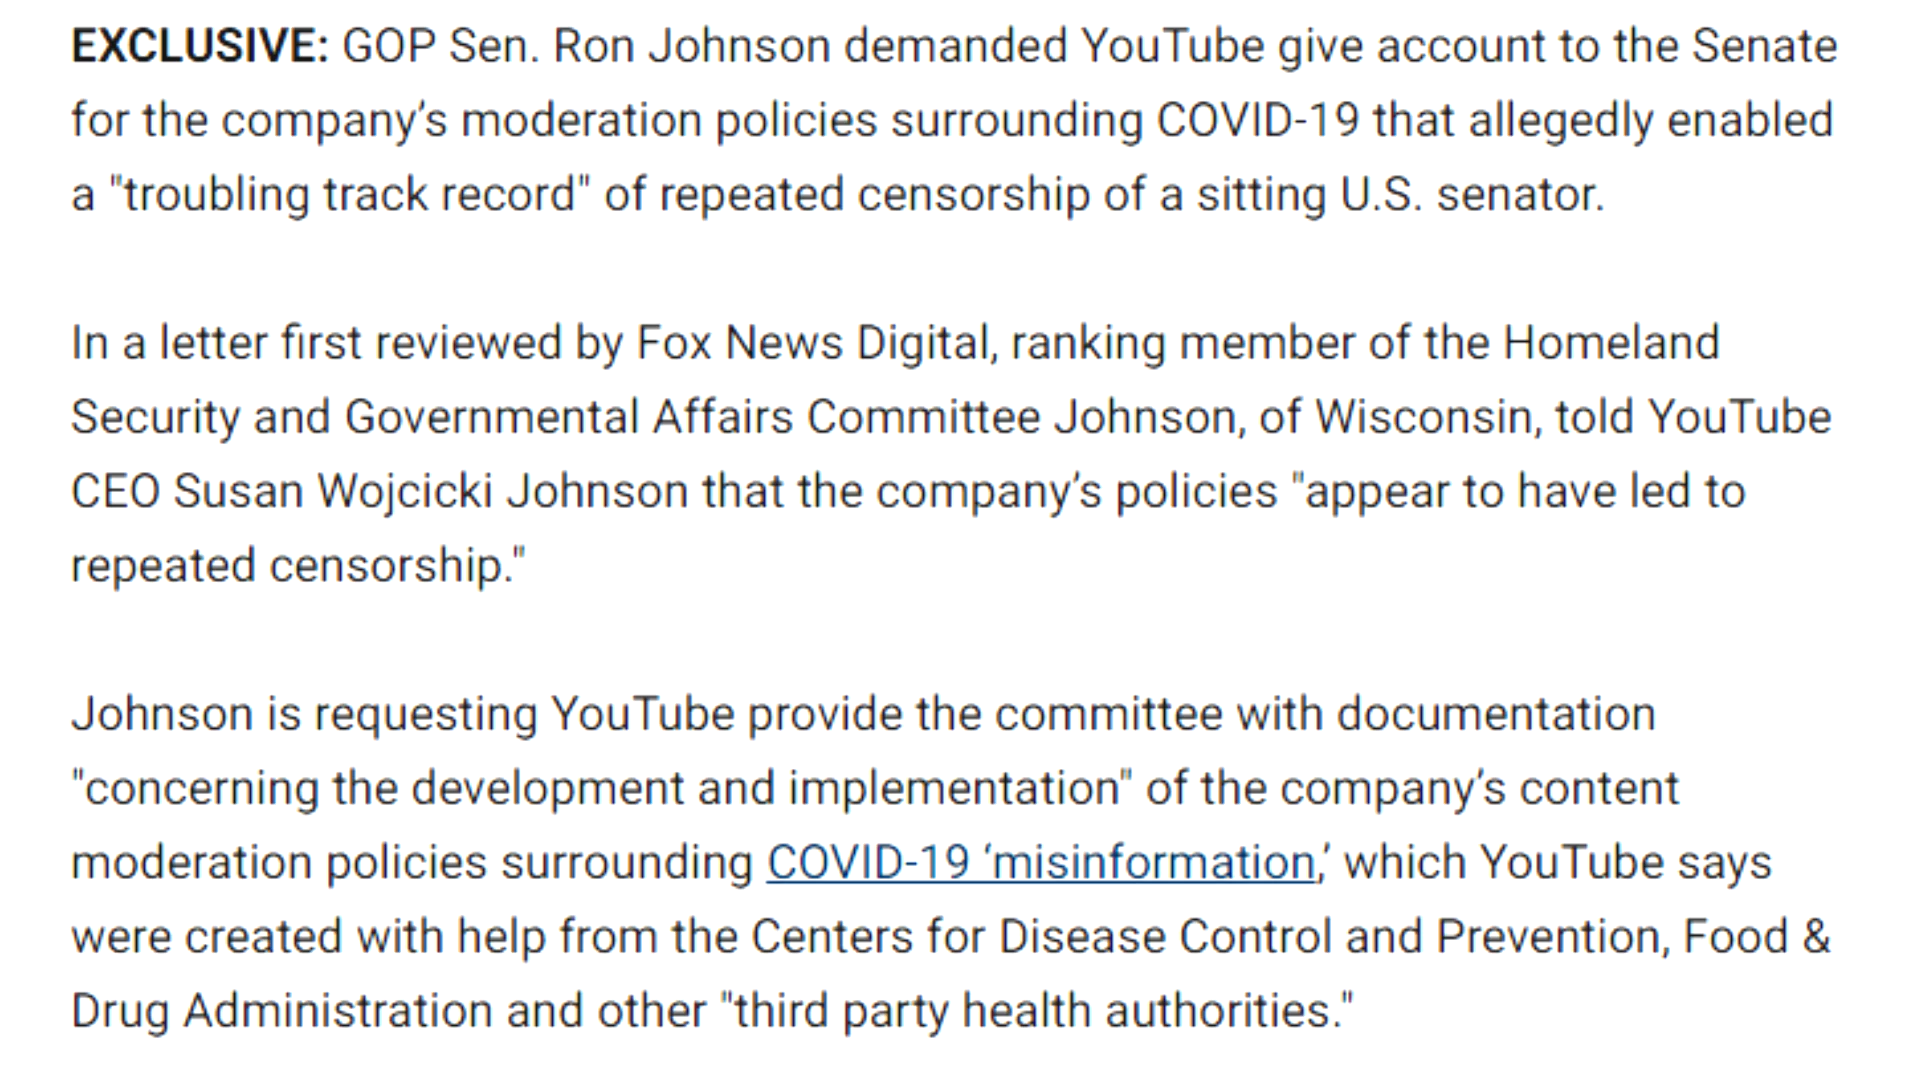 EXCLUSIVE: GOP Sen. Ron Johnson demanded YouTube give account to the Senate
for the company’s moderation policies surrounding COVID-19 that allegedly enabled
a "troubling track record" of repeated censorship of a sitting U.S. senator.
In a letter first reviewed by Fox News Digital, ranking member of the Homeland
Security and Governmental Affairs Committee Johnson, of Wisconsin, told YouTube
CEO Susan Wojcicki Johnson that the company’s policies "appear to have led to
repeated censorship."
Johnson is requesting YouTube provide the committee with documentation
"concerning the development and implementation" of the company’s content
moderation policies surrounding COVID-19 ‘misinformation,’ which YouTube says
were created with help from the Centers for Disease Control and Prevention, Food &
Drug Administration and other "third party health authorities."